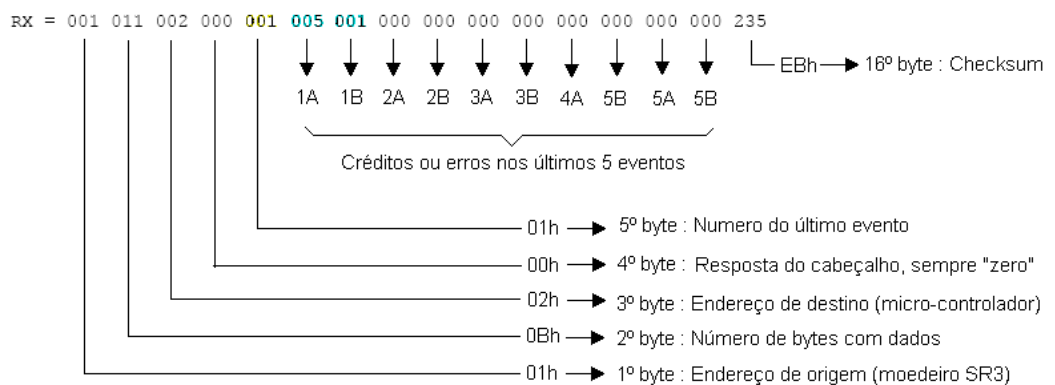 RX = 001 011 002 000 001 005 001 000 000 000 000 000 000 000 000 235
EBh 16º byte : Checksum
1A 1B 2A 2B 3A 3B 4A 5B 5A 5B
Créditos ou erros nos últimos 5 eventos
01h 5º byte : Numero do último evento
00h 4º byte : Resposta do cabeçalho, sempre "zero"
02h 3º byte : Endereço de destino (micro-controlador)
0Bh 2º byte : Número de bytes com dados
01h 1º byte : Endereço de origem (moedeiro SR3)